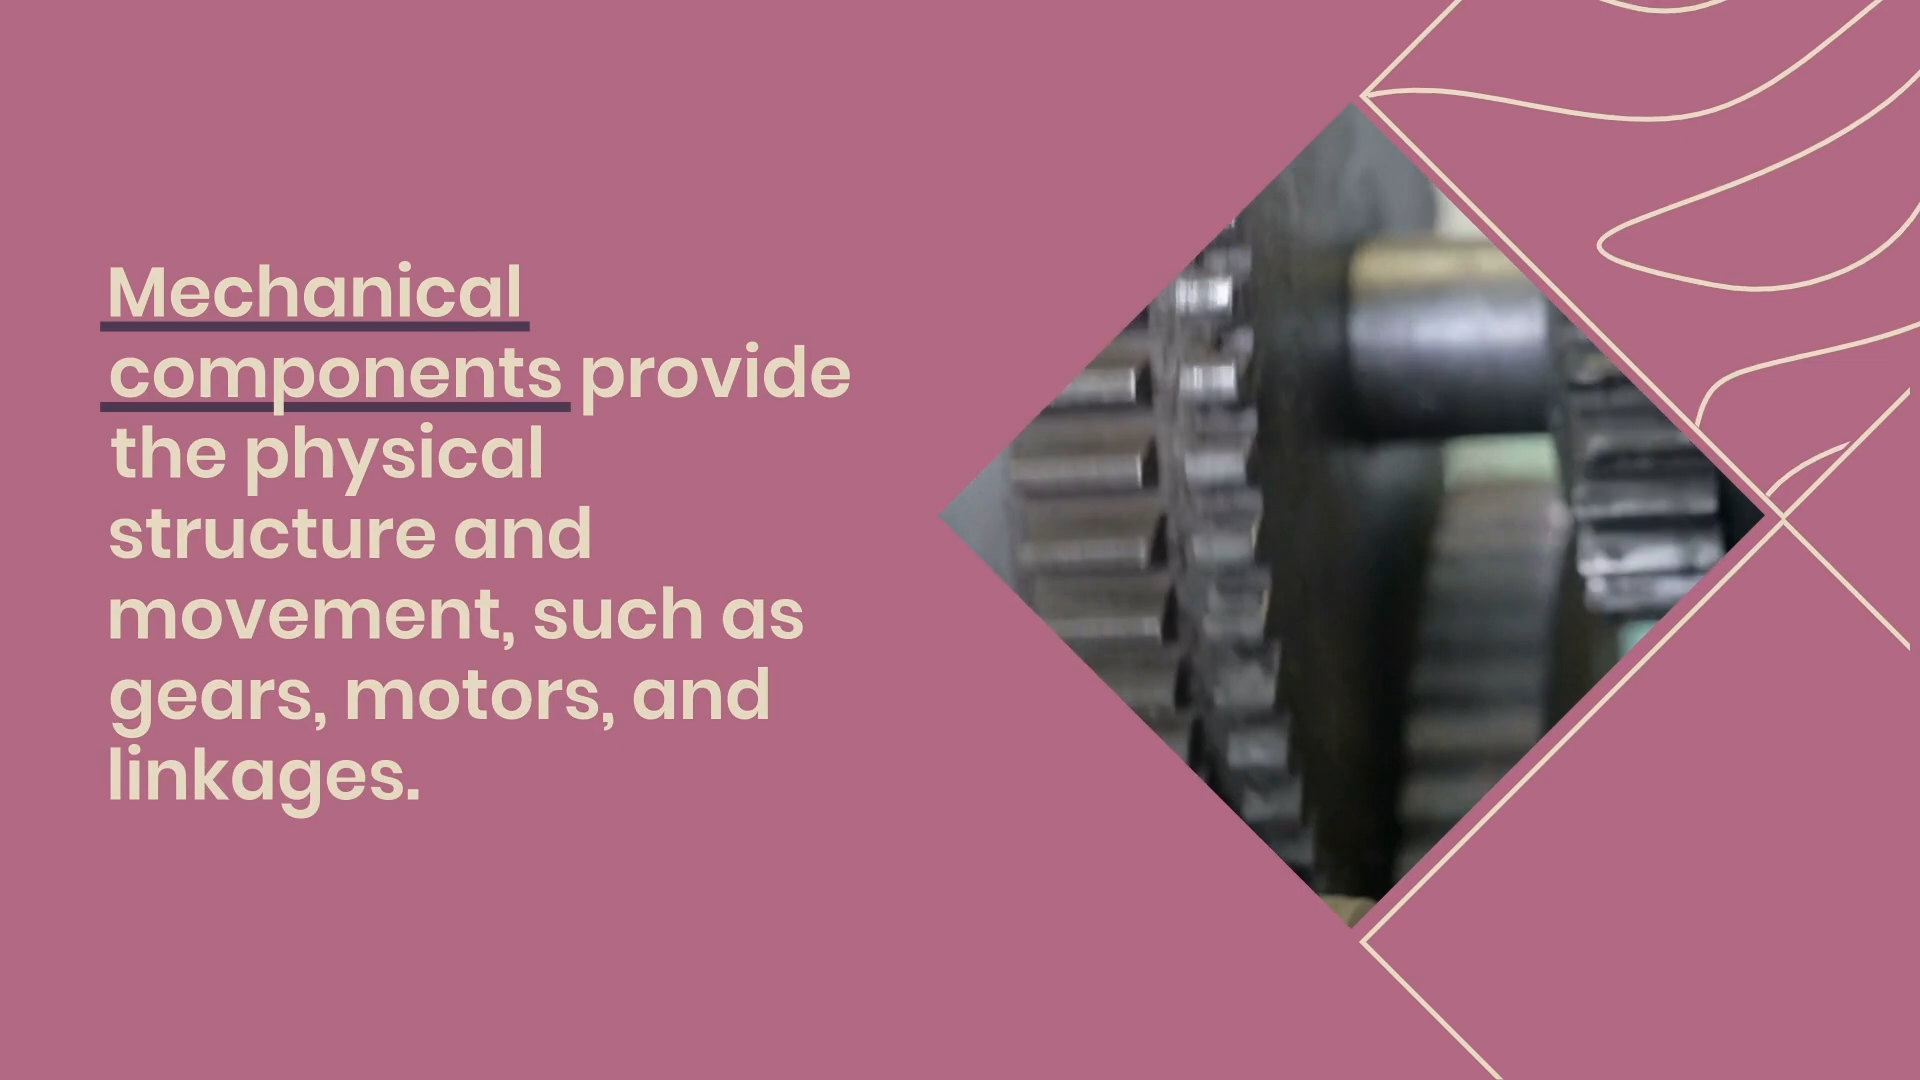 Mechanical
components provide
the physical
structure and
movement, such as
gears, motors, and
linkages.